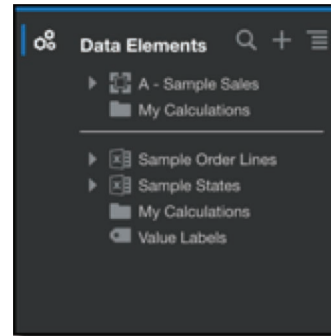 Data Elements
A - Sample Sales
My Calculations
Sample Order Lines
Sample States
My Calculations
Value Labels